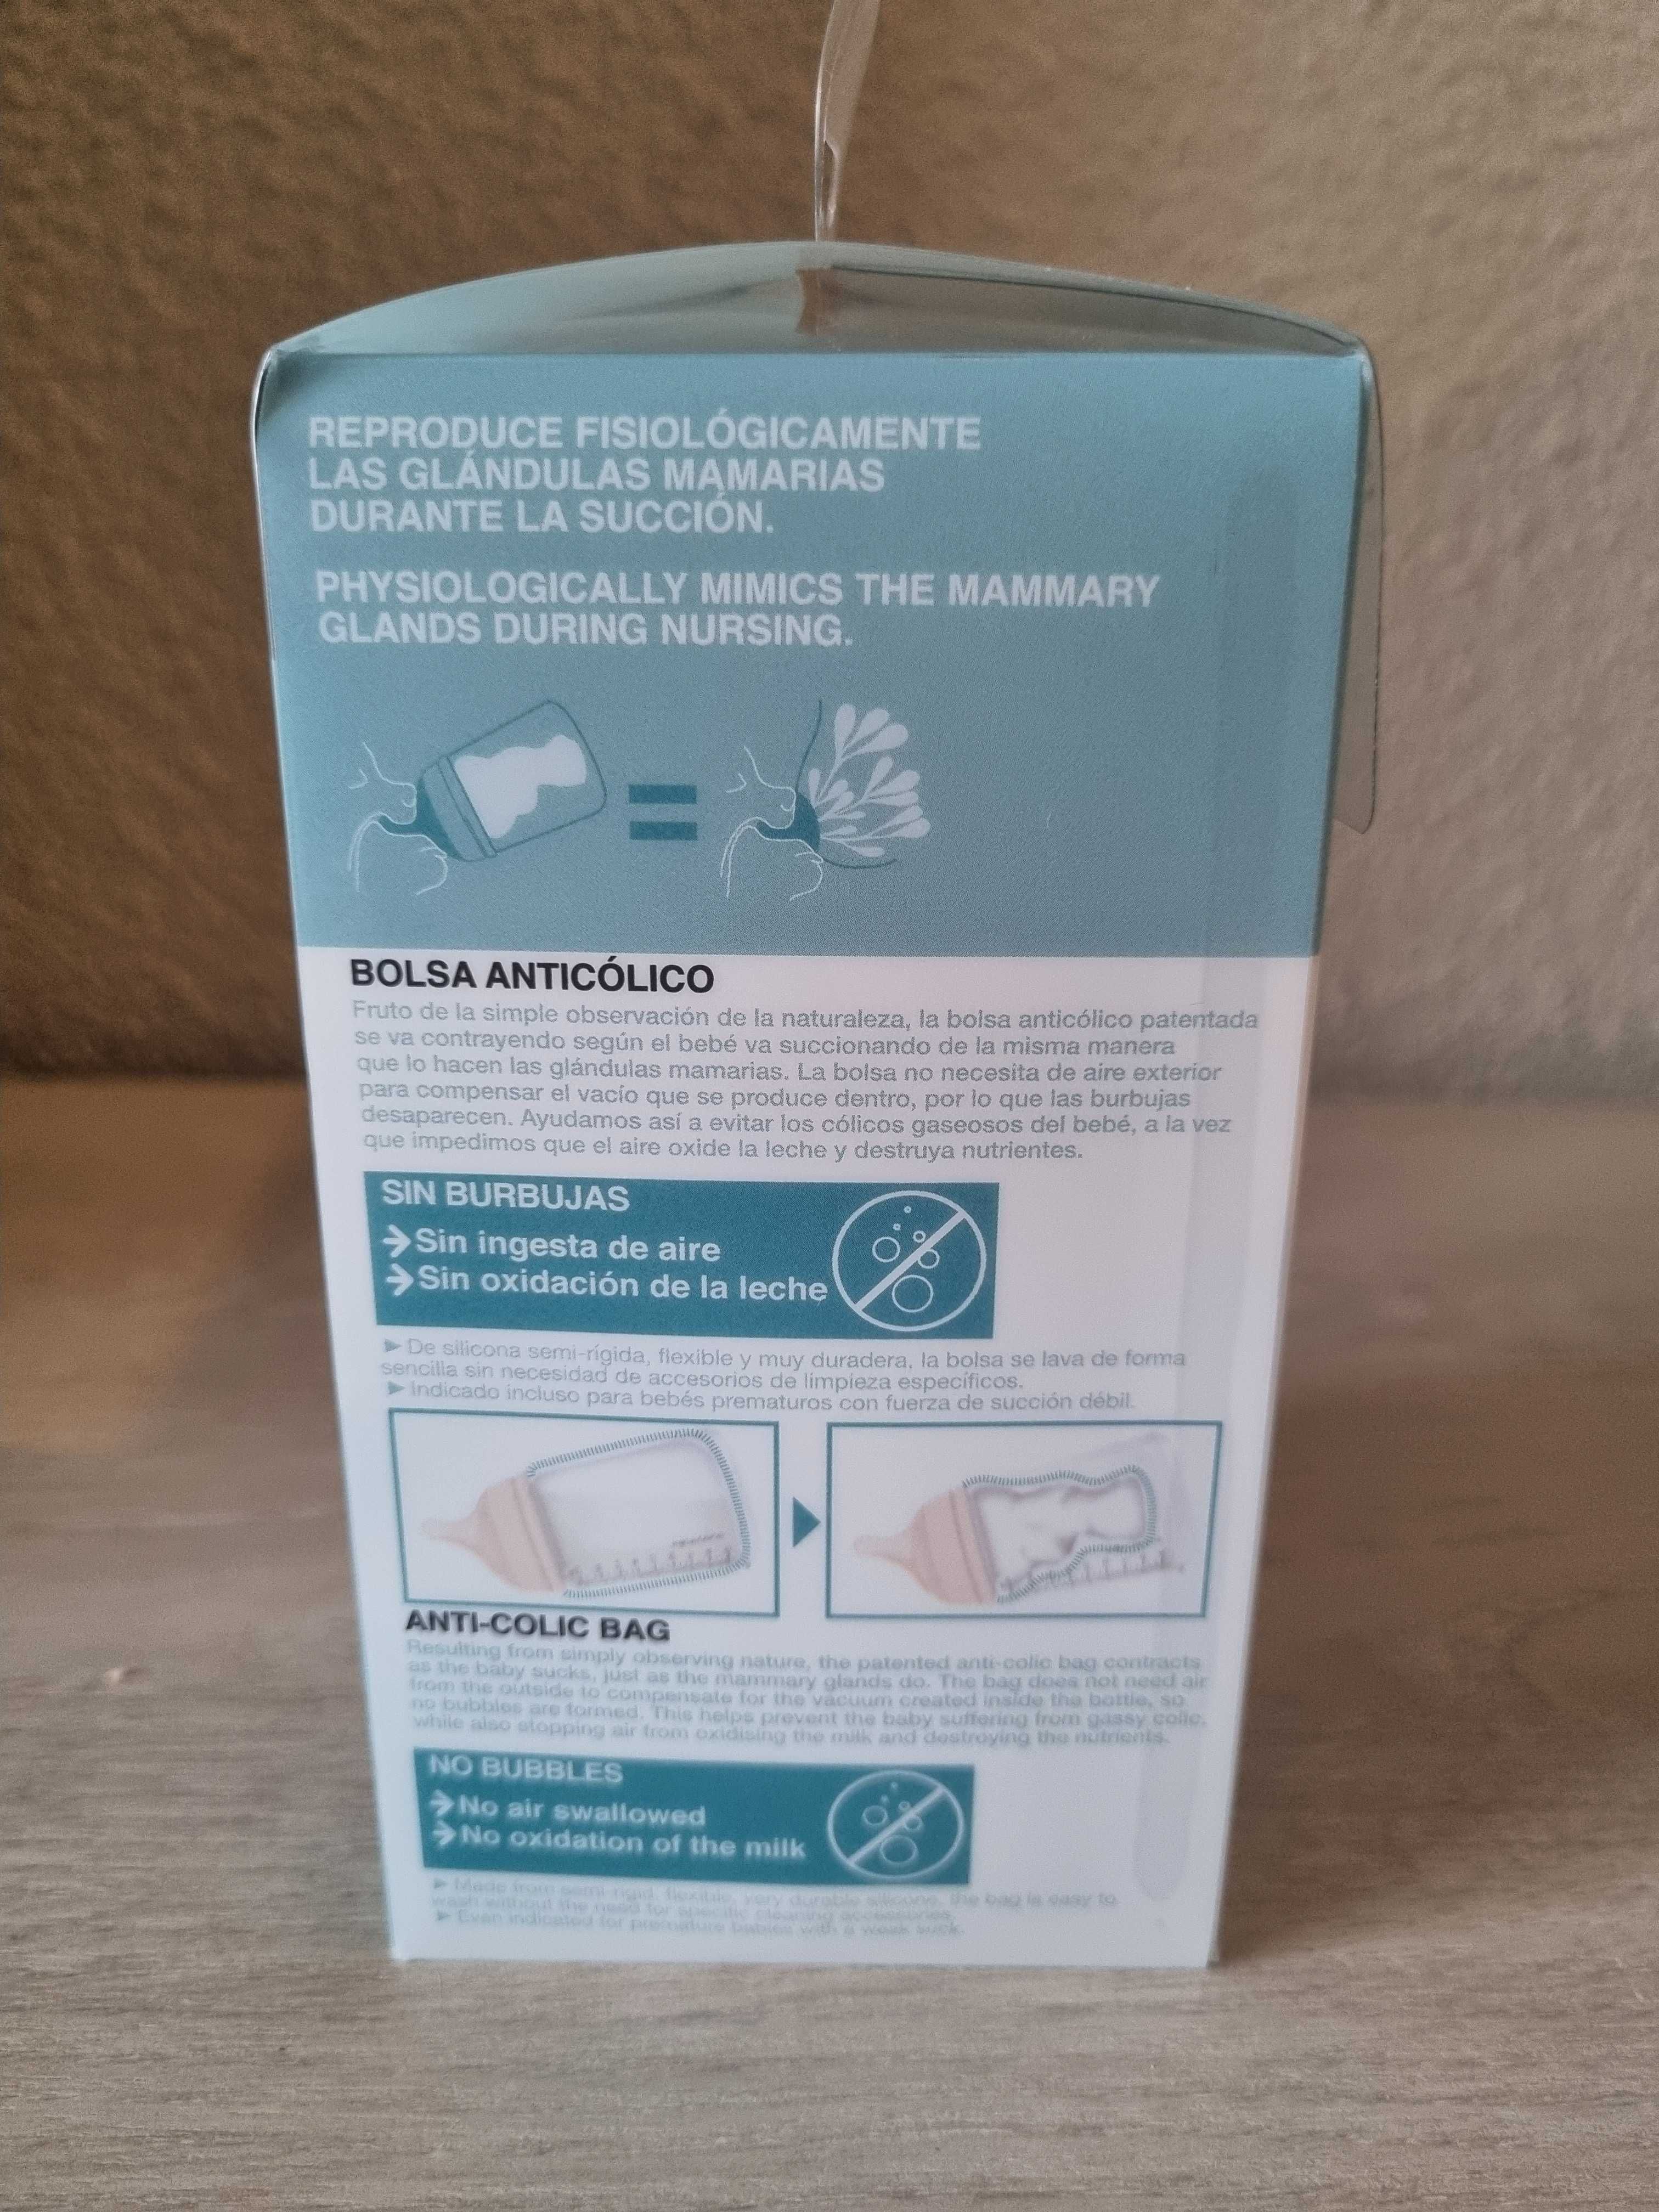 REPRODUCE FISIOLÓGICAMENTE
LAS GLÁNDULAS MAMARIAS
DURANTE LA SUCCIÓN.
PHYSIOLOGICALLY MIMICS THE MAMMARY
GLANDS DURING NURSING.
BOLSA ANTICÓLICO
Fruto de la simple observación de la naturaleza, la bolsa anticólico patentada
se va contrayendo según el bebé va succionando de la misma manera
que lo hacen las glándulas mamarias. La bolsa no necesita de aire exterior
para compensar el vacío que se produce dentro, por lo que las burbujas
desaparecen. Ayudamos así a evitar los cólicos gaseosos del bebé, a la vez
que impedimos que el aire oxide la leche y destruya nutrientes.
SIN BURBUJAS
→Sin ingesta de aire
→Sin oxidación de la leche
► De silicona semi-rígida, flexible y muy duradera, la bolsa se lava de forma
sencilla sin necesidad de accesorios de limpieza específicos.
► Indicado incluso para bebés prematuros con fuerza de succión débil.
ANTI-COLIC BAG
Resulting from simply observing nature, the patented anti-colic bag contracts
as the baby sucks, just as the mammary glands do. The bag does not need air
from the outside to compensate for the vacuum created inside the bottle, so
no bubbles are formed. This helps prevent the baby suffering from gassy colic,
while also stopping air from oxidising the milk and destroying the nutrients.
NO BUBBLES
→No air swallowed
→No oxidation of the milk
► Made from semi-rigid, flexible, very durable silicone, the bag is easy to
wash without the need for specific cleaning accessories.
► Even indicated for premature babies with a weak suck.